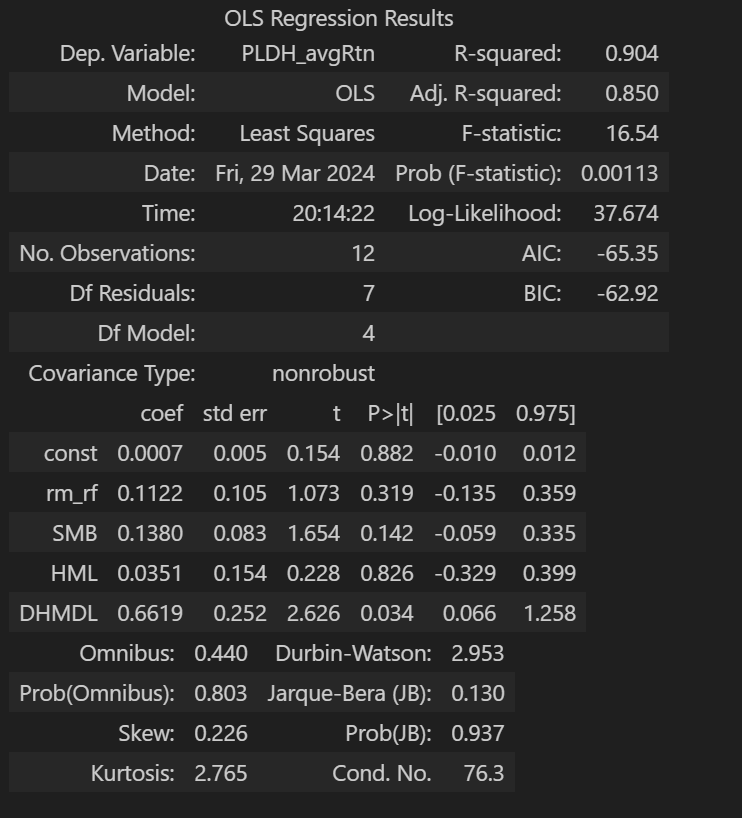 OLS Regression Results
Dep. Variable: PLDH_avgRtn R-squared: 0.904
Model: OLS Adj. R-squared: 0.850
Method: Least Squares F-statistic: 16.54
Date: Fri, 29 Mar 2024 Prob (F-statistic): 0.00113
Time: 20:14:22 Log-Likelihood: 37.674
No. Observations: 12 AIC: -65.35
Df Residuals: 7 BIC: -62.92
Df Model: 4
Covariance Type: nonrobust
coef std err t P>|t| [0.025 0.975]
const 0.0007 0.005 0.154 0.882 -0.010 0.012
rm_rf 0.1122 0.105 1.073 0.319 -0.135 0.359
SMB 0.1380 0.083 1.654 0.142 -0.059 0.335
HML 0.0351 0.154 0.228 0.826 -0.329 0.399
DHMDL 0.6619 0.252 2.626 0.034 0.066 1.258
Omnibus: 0.440 Durbin-Watson: 2.953
Prob(Omnibus): 0.803 Jarque-Bera (JB): 0.130
Skew: 0.226 Prob(JB): 0.937
Kurtosis: 2.765 Cond. No. 76.3